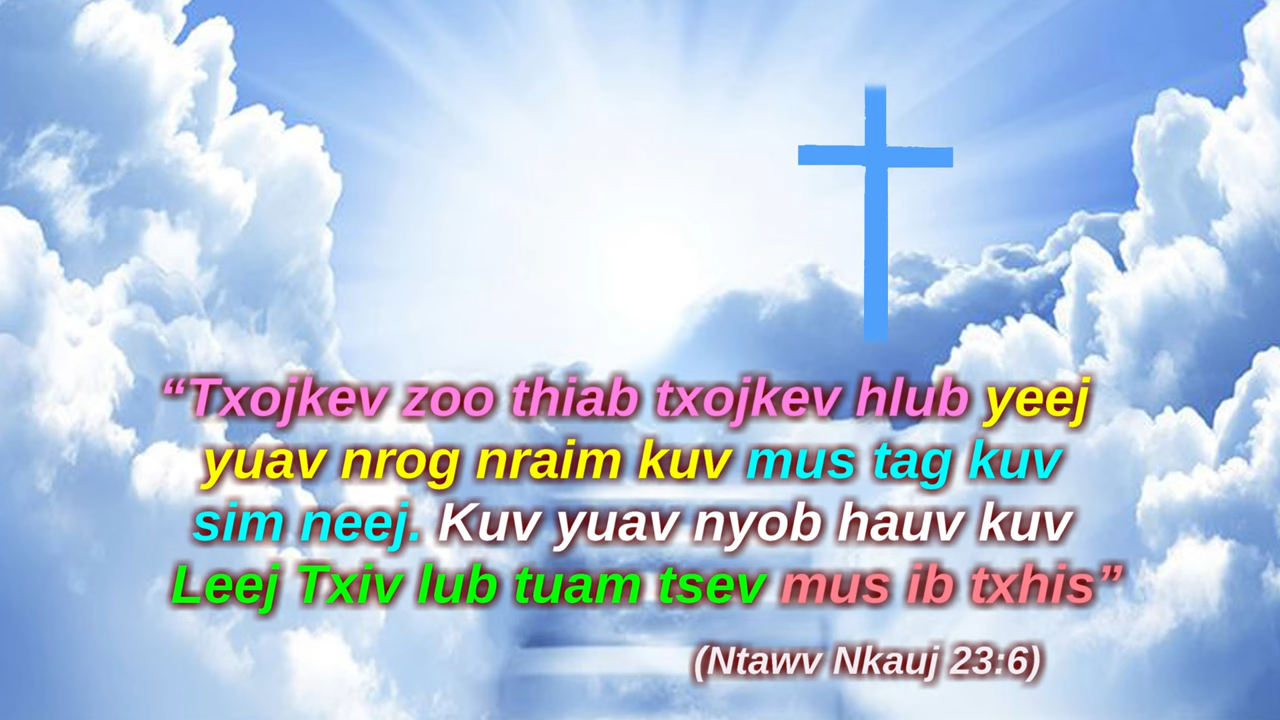 “Txojkev zoo thiab txojkev hlub yeej
yuav nrog nraim kuv mus tag kuv
sim neej. Kuv yuav nyob hauv kuv
Leej Txiv lub tuam tsev mus ib txhis”
(Ntawv Nkauj 23:6)